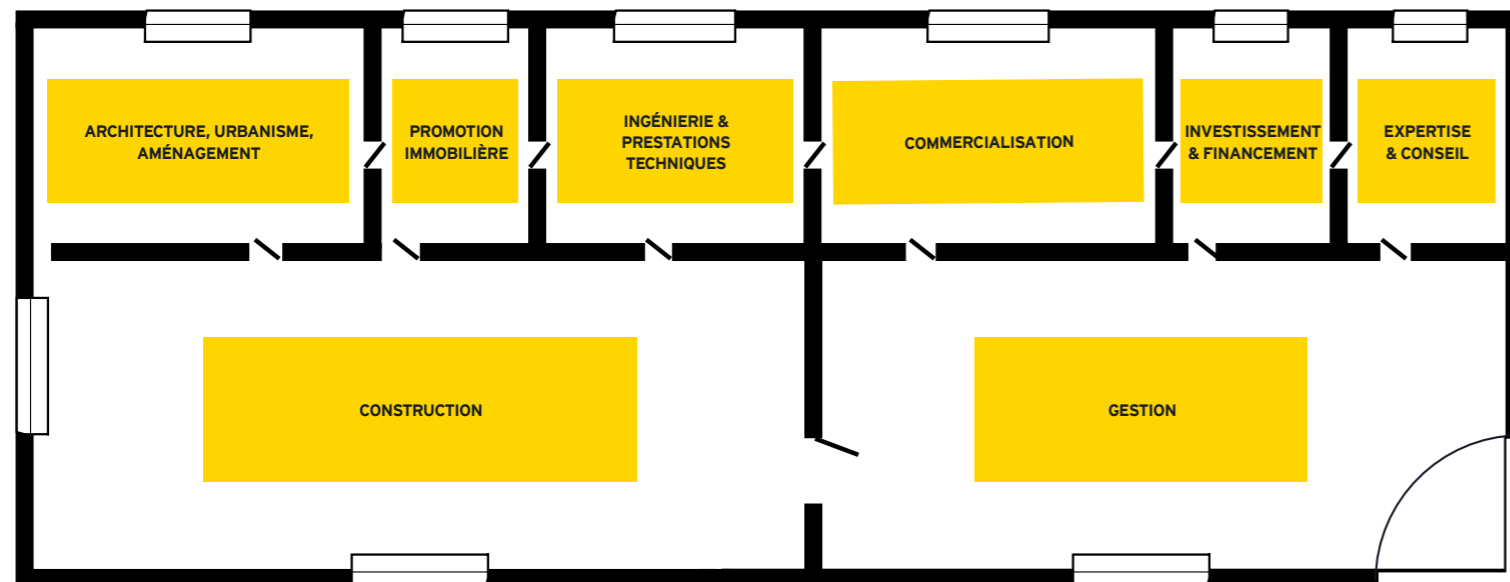 ARCHITECTURE, URBANISME,
AMÉNAGEMENT
PROMOTION
IMMOBILIÈRE
INGÉNIERIE &
PRESTATIONS
TECHNIQUES
COMMERCIALISATION
INVESTISSEMENT
& FINANCEMENT
EXPERTISE
& CONSEIL
CONSTRUCTION
GESTION